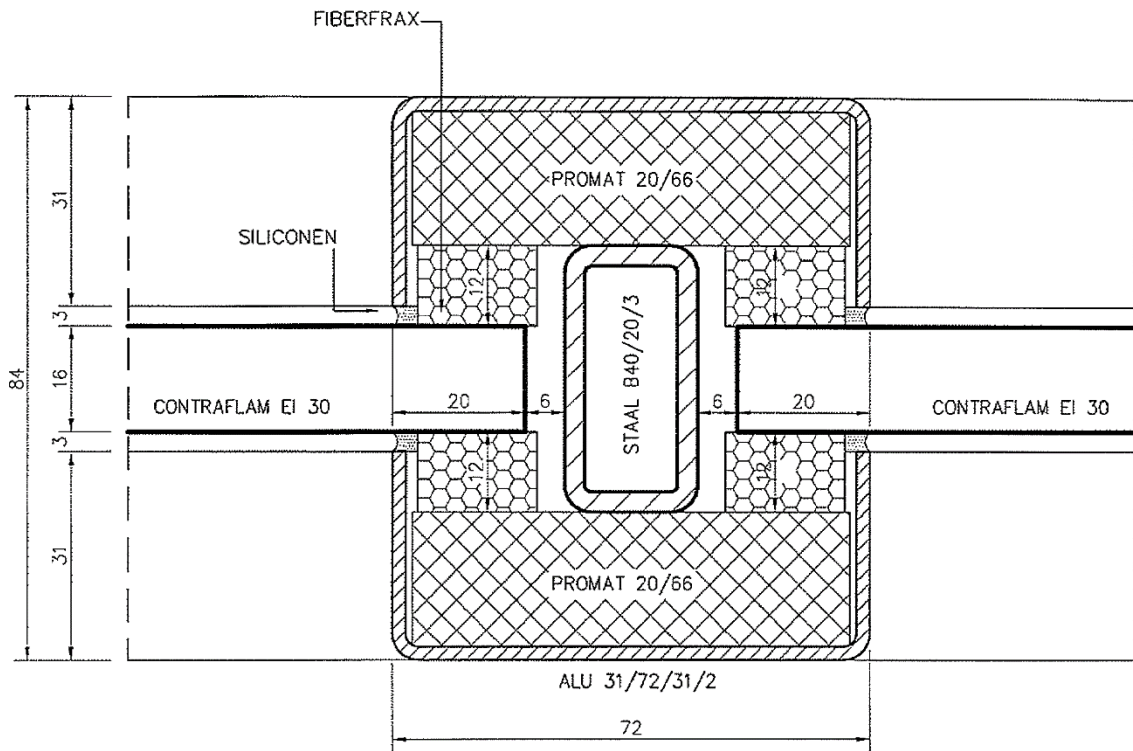 FIBERFRAX
PROMAT 20/66
SILICONEN
31
3
84
16
3
31
12
12
CONTRAFLAM EI 30
20
6
STAAL B40/20/3
6
20
CONTRAFLAM EI 30
12
12
PROMAT 20/66
ALU 31/72/31/2
72